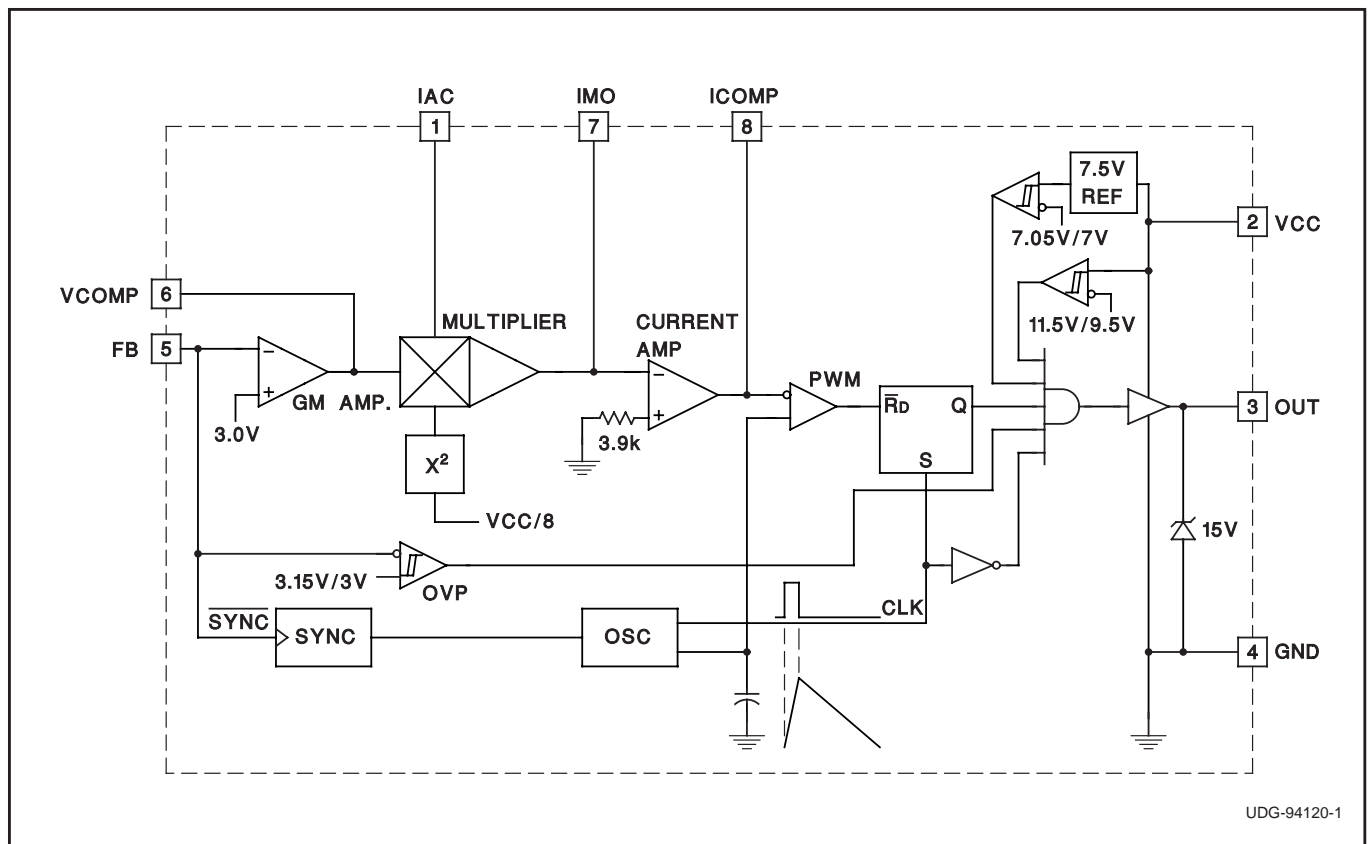 IAC IMO ICOMP
1 7 8
7.5V
REF
2 VCC
7.05V/7V
VCOMP 6
11.5V/9.5V
MULTIPLIER CURRENT
AMP
FB 5
− − PWM
+ GM AMP. + R̅D Q 3 OUT
3.0V 3.9k
X² S
VCC/8
15V
3.15V/3V
OVP
S̅Y̅N̅C̅ CLK
SYNC OSC
4 GND
UDG-94120-1